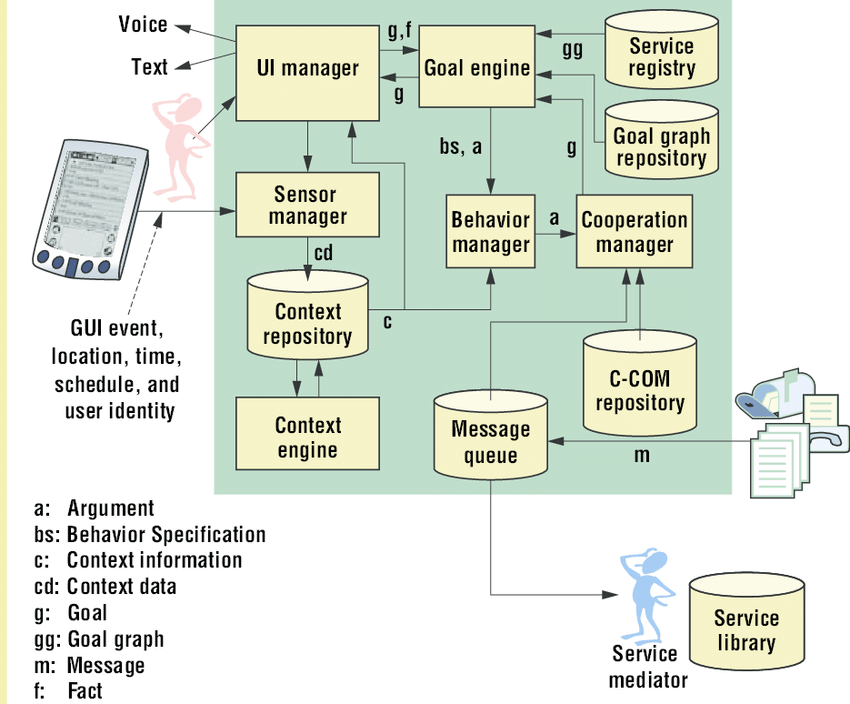 Voice
Text
UI manager
g,f
g
Goal engine
gg
Service
registry
Goal graph
repository
bs, a
g
Sensor
manager
Behavior
manager
a
Cooperation
manager
cd
Context
repository
c
GUI event,
location, time,
schedule, and
user identity
Context
engine
C-COM
repository
Message
queue
m
a: Argument
bs: Behavior Specification
c: Context information
cd: Context data
g: Goal
gg: Goal graph
m: Message
f: Fact
Service
mediator
Service
library